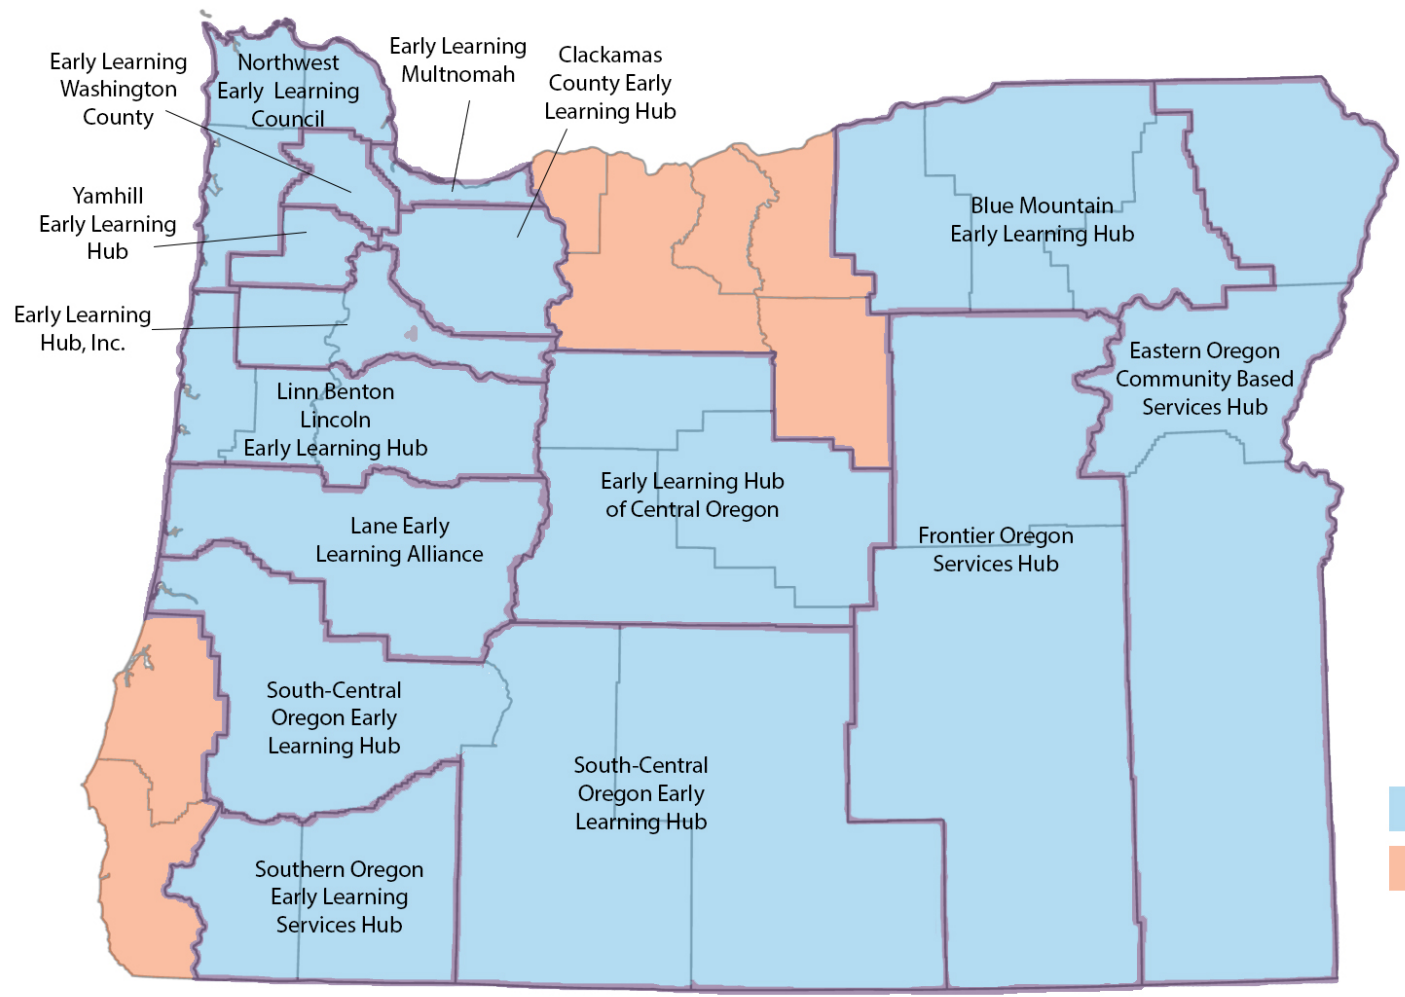 Early Learning
Washington
County
Northwest
Early Learning
Council
Early Learning
Multnomah
Clackamas
County Early
Learning Hub
Yamhill
Early Learning
Hub
Blue Mountain
Early Learning Hub
Early Learning
Hub, Inc.
Eastern Oregon
Community Based
Services Hub
Linn Benton
Lincoln
Early Learning Hub
Early Learning Hub
of Central Oregon
Lane Early
Learning Alliance
Frontier Oregon
Services Hub
South-Central
Oregon Early
Learning Hub
South-Central
Oregon Early
Learning Hub
Southern Oregon
Early Learning
Services Hub